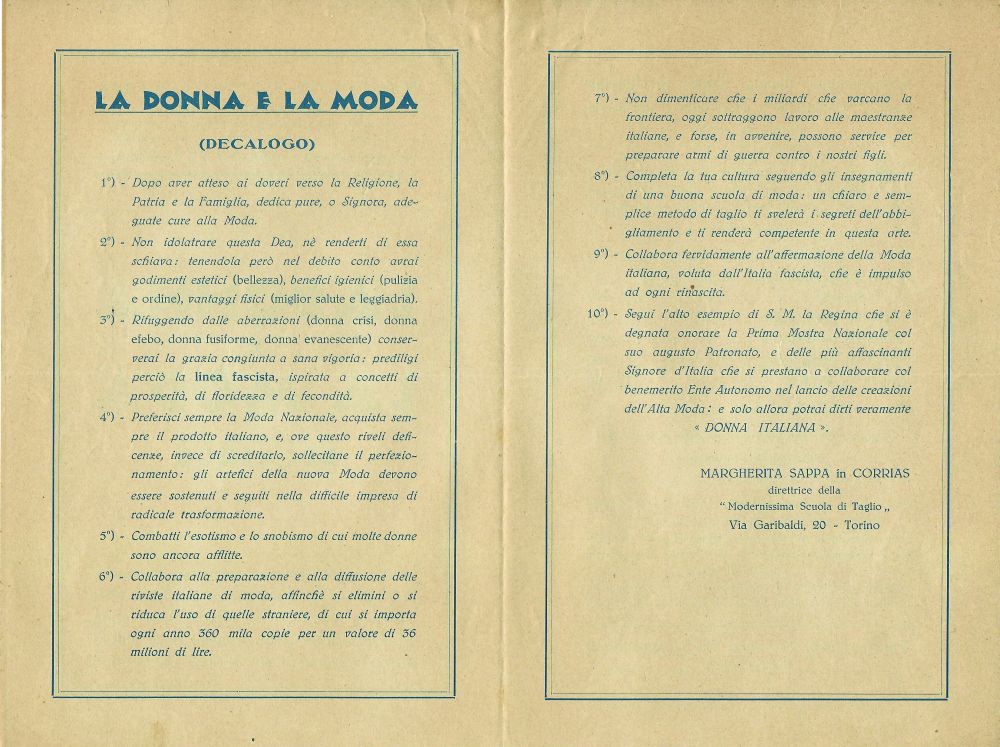 LA DONNA E LA MODA
(DECALOGO)
1°) - Dopo aver atteso ai doveri verso la Religione, la
Patria e la Famiglia, dedica pure, o Signora, ade-
guate cure alla Moda.
2°) - Non idolatrare questa Dea, nè renderti di essa
schiava: tenendola però nel debito conto avrai
godimenti estetici (bellezza), benefici igienici (pulizia
e ordine), vantaggi fisici (miglior salute e leggiadria).
3°) - Rifuggendo dalle aberrazioni (donna crisi, donna
efebo, donna fusiforme, donna evanescente) conser-
verai la grazia congiunta a sana vigoria: prediligi
perciò la linea fascista, ispirata a concetti di
prosperità, di floridezza e di fecondità.
4°) - Preferisci sempre la Moda Nazionale, acquista sem-
pre il prodotto italiano, e, ove questo riveli defi-
cenze, invece di screditarlo, sollecitane il perfezio-
namento: gli artefici della nuova Moda devono
essere sostenuti e seguiti nella difficile impresa di
radicale trasformazione.
5°) - Combatti l'esotismo e lo snobismo di cui molte donne
sono ancora afflitte.
6°) - Collabora alla preparazione e alla diffusione delle
riviste italiane di moda, affinchè si elimini o si
riduca l'uso di quelle straniere, di cui si importa
ogni anno 360 mila copie per un valore di 36
milioni di lire.
7°) - Non dimenticare che i miliardi che varcano la
frontiera, oggi sottraggono lavoro alle maestranze
italiane, e forse, in avvenire, possono servire per
preparare armi di guerra contro i nostri figli.
8°) - Completa la tua cultura seguendo gli insegnamenti
di una buona scuola di moda: un chiaro e sem-
plice metodo di taglio ti svelerà i segreti dell'abbi-
gliamento e ti renderà competente in questa arte.
9°) - Collabora fervidamente all'affermazione della Moda
italiana, voluta dall'Italia fascista, che è impulso
ad ogni rinascita.
10°) - Segui l'alto esempio di S. M. la Regina che si è
degnata onorare la Prima Mostra Nazionale col
suo augusto Patronato, e delle più affascinanti
Signore d'Italia che si prestano a collaborare col
benemerito Ente Autonomo nel lancio delle creazioni
dell'Alta Moda: e solo allora potrai dirti veramente
« DONNA ITALIANA ».
MARGHERITA SAPPA in CORRIAS
direttrice della
“ Modernissima Scuola di Taglio „
Via Garibaldi, 20 - Torino